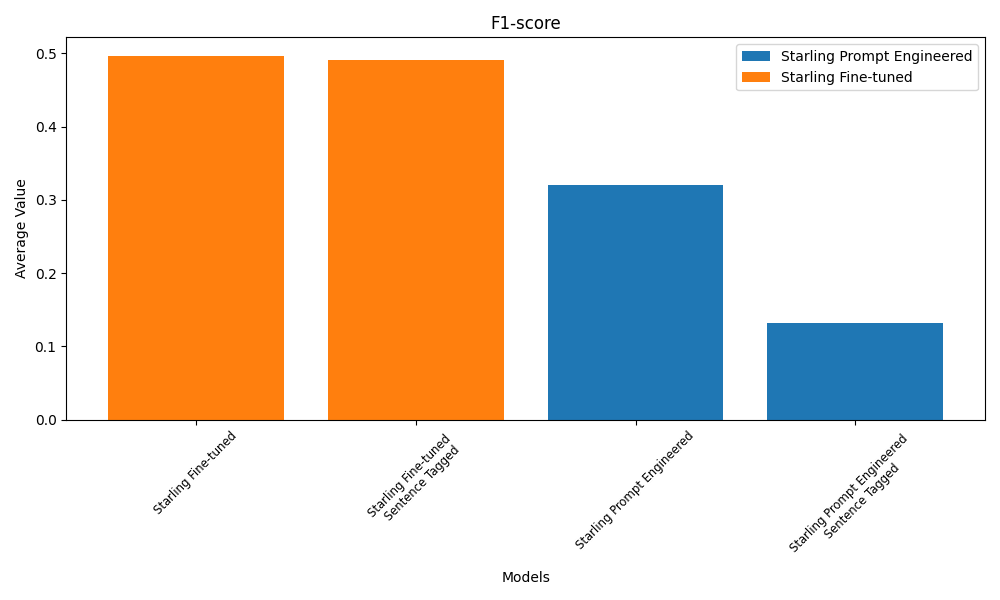 F1-score
Starling Prompt Engineered
Starling Fine-tuned
Average Value
0.5
0.4
0.3
0.2
0.1
0.0
Starling Fine-tuned
Starling Fine-tuned
Sentence Tagged
Starling Prompt Engineered
Starling Prompt Engineered
Sentence Tagged
Models